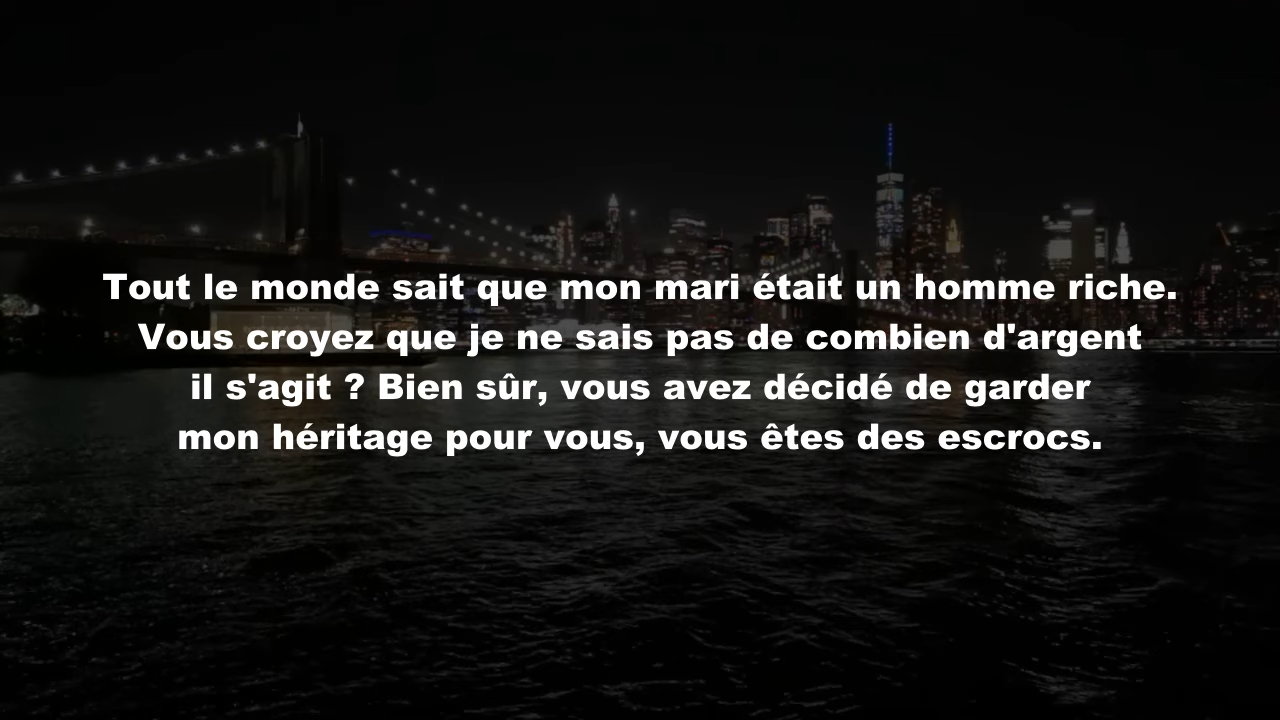 Tout le monde sait que mon mari était un homme riche.
Vous croyez que je ne sais pas de combien d'argent
il s'agit ? Bien sûr, vous avez décidé de garder
mon héritage pour vous, vous êtes des escrocs.